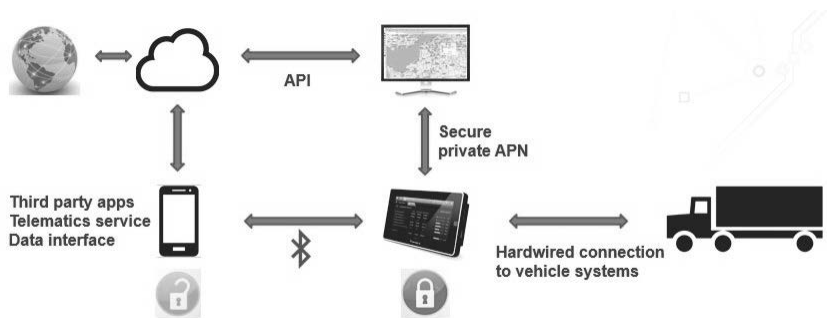 API
Secure
private APN
Third party apps
Telematics service
Data interface
Hardwired connection
to vehicle systems